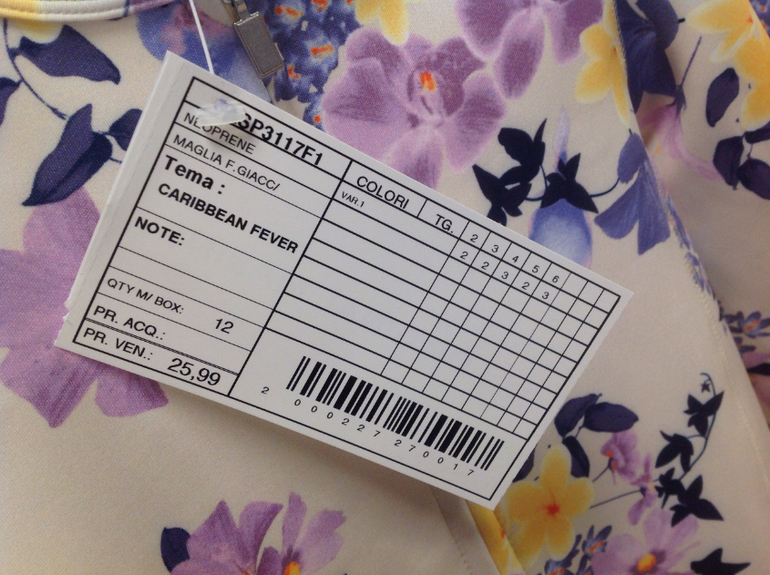 SP3117F1
NEOPRENE
MAGLIA F.GIACC/
Tema :
CARIBBEAN FEVER
NOTE:
QTY M/ BOX: 12
PR. ACQ.:
PR. VEN.: 25,99
COLORI TG. 2 3 4 5 6
VAR.1 2 2 3 2 3
2 000227 270017